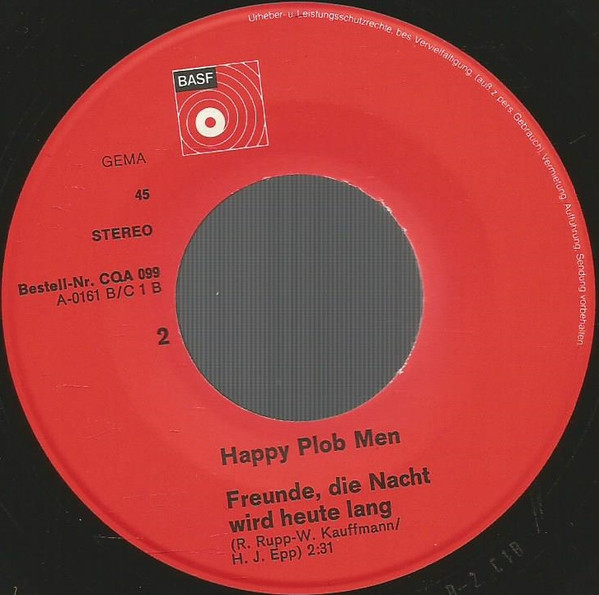 Urheber- u. Leistungsschutzrechte, bes. Vervielfältigung, (auß z. pers. Gebrauch), Vermietung, Aufführung, Sendung vorbehalten.
BASF
GEMA
45
STEREO
Bestell-Nr. CQA 099
A-0161 B/C 1 B
2
Happy Plob Men
Freunde, die Nacht
wird heute lang
(R. Rupp-W. Kauffmann/
H. J. Epp) 2:31